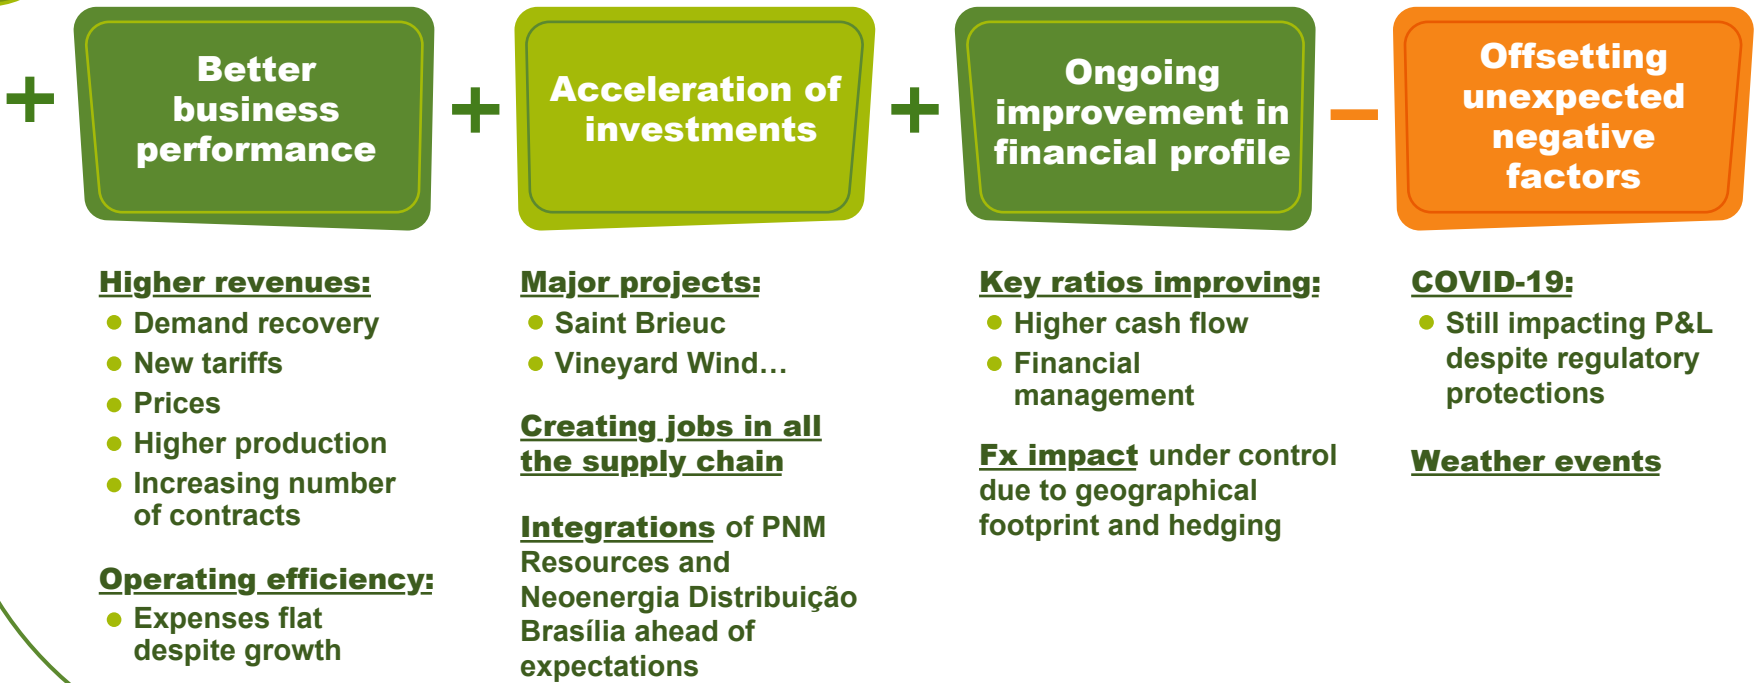 +
Better
business
performance
Higher revenues:
Demand recovery
New tariffs
Prices
Higher production
Increasing number
of contracts
Operating efficiency:
Expenses flat
despite growth
+
Acceleration of
investments
Major projects:
Saint Brieuc
Vineyard Wind…
Creating jobs in all
the supply chain
Integrations of PNM
Resources and
Neoenergia Distribuição
Brasília ahead of
expectations
+
Ongoing
improvement in
financial profile
Key ratios improving:
Higher cash flow
Financial
management
Fx impact under control
due to geographical
footprint and hedging
–
Offsetting
unexpected
negative
factors
COVID-19:
Still impacting P&L
despite regulatory
protections
Weather events